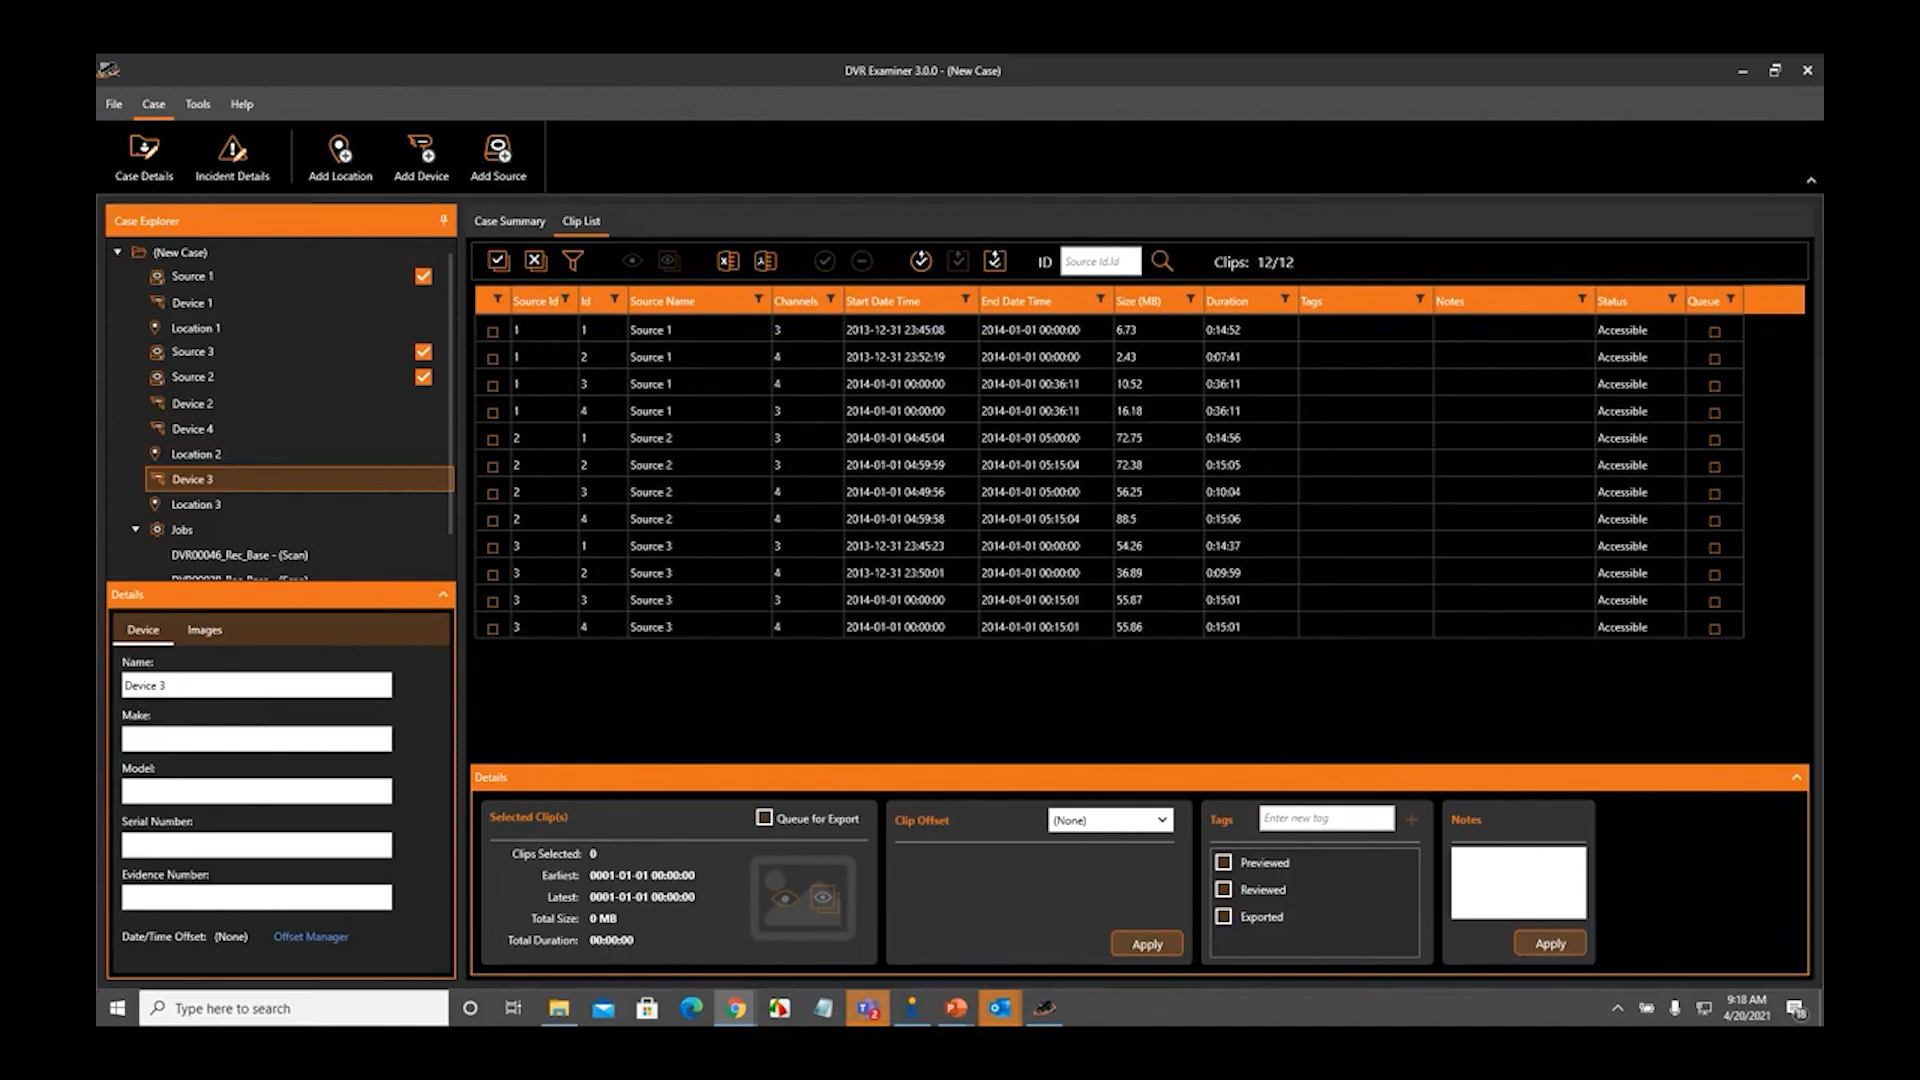 DVR Examiner 3.0.0 - (New Case)
File Case Tools Help
Case Details Incident Details Add Location Add Device Add Source
Case Explorer
(New Case)
Source 1
Device 1
Location 1
Source 3
Source 2
Device 2
Device 4
Location 2
Device 3
Location 3
Jobs
DVR00046_Rec_Base - (Scan)
Details
Device Images
Name:
Device 3
Make:
Model:
Serial Number:
Evidence Number:
Date/Time Offset: (None) Offset Manager
Case Summary Clip List
ID Source Id.Id Clips: 12/12
Source Id Id Source Name Channels Start Date Time End Date Time Size (MB) Duration Tags Notes Status Queue
1 1 Source 1 3 2013-12-31 23:45:08 2014-01-01 00:00:00 6.73 0:14:52 Accessible
1 2 Source 1 4 2013-12-31 23:52:19 2014-01-01 00:00:00 2.43 0:07:41 Accessible
1 3 Source 1 4 2014-01-01 00:00:00 2014-01-01 00:36:11 10.52 0:36:11 Accessible
1 4 Source 1 3 2014-01-01 00:00:00 2014-01-01 00:36:11 16.18 0:36:11 Accessible
2 1 Source 2 3 2014-01-01 04:45:04 2014-01-01 05:00:00 72.75 0:14:56 Accessible
2 2 Source 2 3 2014-01-01 04:59:59 2014-01-01 05:15:04 72.38 0:15:05 Accessible
2 3 Source 2 4 2014-01-01 04:49:56 2014-01-01 05:00:00 56.25 0:10:04 Accessible
2 4 Source 2 4 2014-01-01 04:59:58 2014-01-01 05:15:04 88.5 0:15:06 Accessible
3 1 Source 3 3 2013-12-31 23:45:23 2014-01-01 00:00:00 54.26 0:14:37 Accessible
3 2 Source 3 4 2013-12-31 23:50:01 2014-01-01 00:00:00 36.89 0:09:59 Accessible
3 3 Source 3 3 2014-01-01 00:00:00 2014-01-01 00:15:01 55.87 0:15:01 Accessible
3 4 Source 3 4 2014-01-01 00:00:00 2014-01-01 00:15:01 55.86 0:15:01 Accessible
Details
Selected Clip(s) Queue for Export
Clips Selected: 0
Earliest: 0001-01-01 00:00:00
Latest: 0001-01-01 00:00:00
Total Size: 0 MB
Total Duration: 00:00:00
Clip Offset (None)
Apply
Tags Enter new tag
Previewed
Reviewed
Exported
Notes
Apply
Type here to search
9:18 AM
4/20/2021